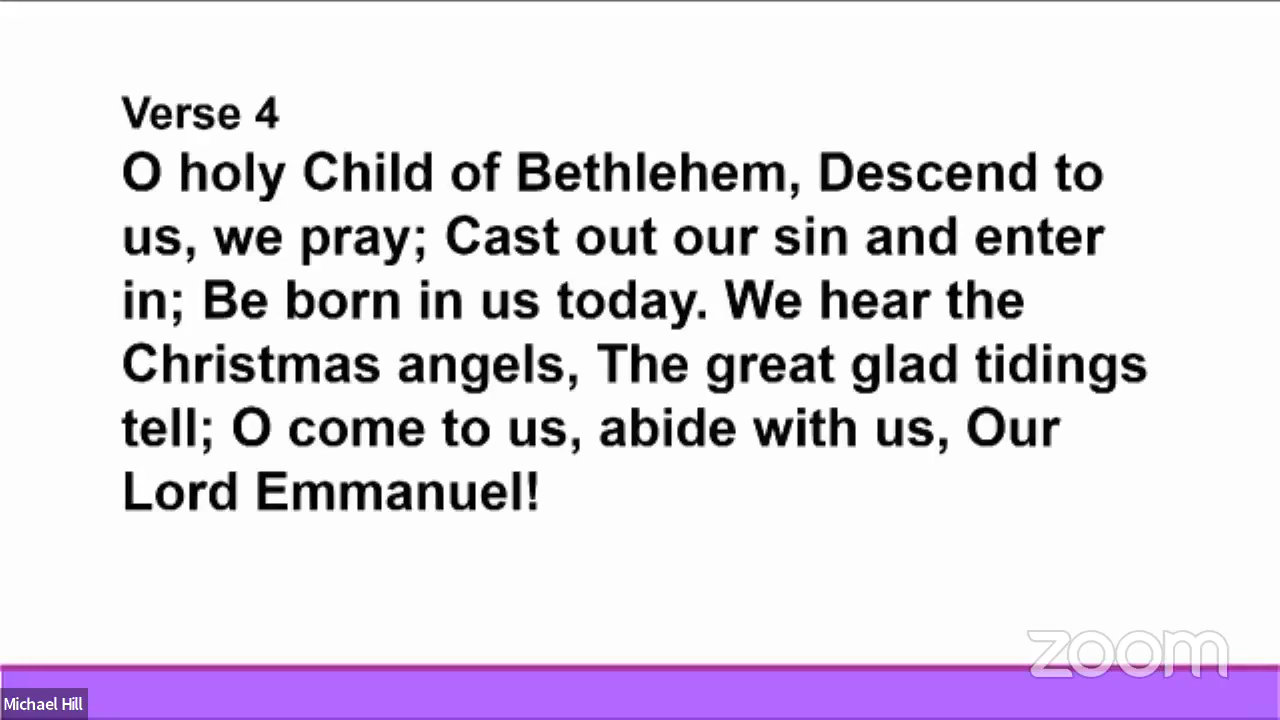 Verse 4
O holy Child of Bethlehem, Descend to
us, we pray; Cast out our sin and enter
in; Be born in us today. We hear the
Christmas angels, The great glad tidings
tell; O come to us, abide with us, Our
Lord Emmanuel!
zoom
Michael Hill